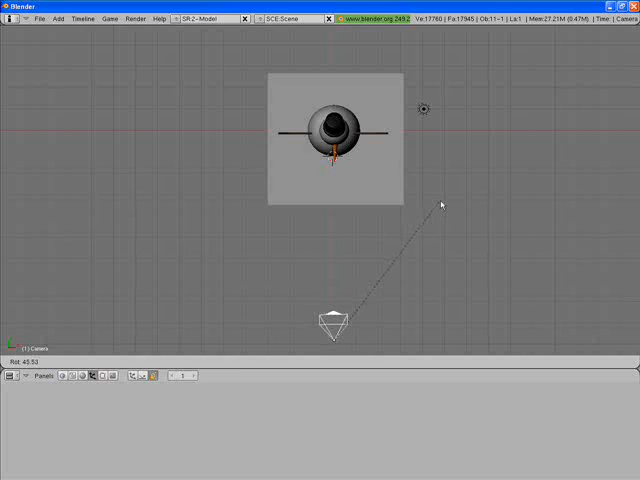 Blender
File Add Timeline Game Render Help SR:2-Model SCE:Scene www.blender.org 249.2 Ve:17760 | Fa:17945 | Ob:11-1 | La:1 | Mem:27.21M (0.47M) | Time: | Camera
(1) Camera
Rot: 45.53
Panels 1